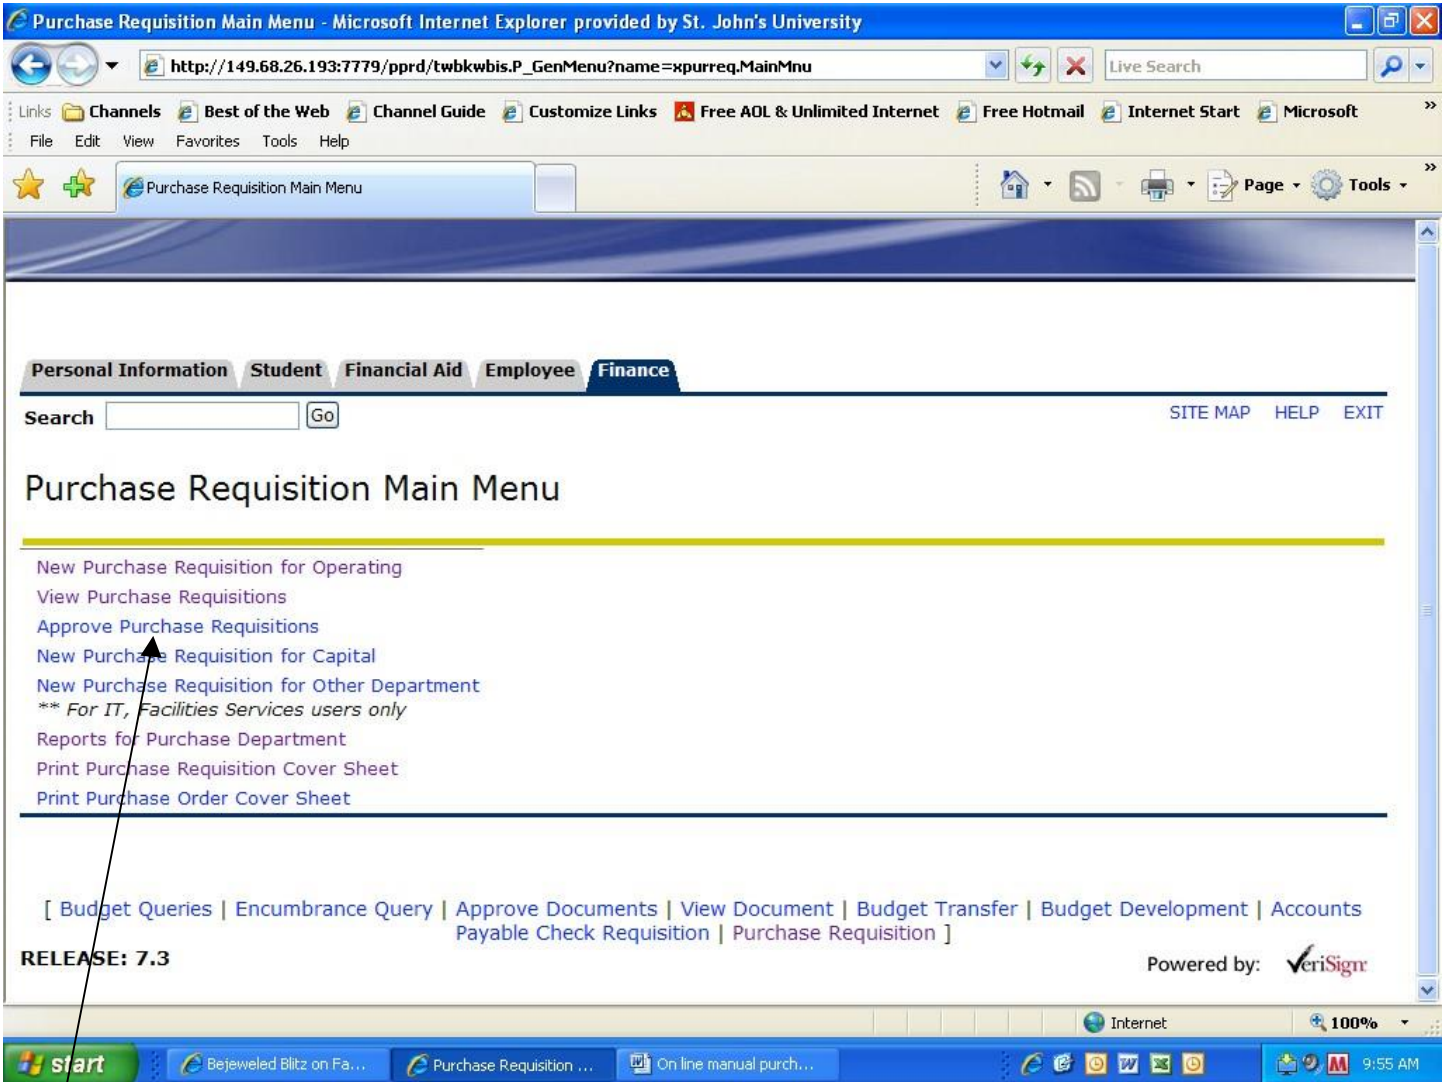 Purchase Requisition Main Menu - Microsoft Internet Explorer provided by St. John's University
http://149.68.26.193:7779/pprd/twbkwbis.P_GenMenu?name=xpurreq.MainMnu
Live Search
Links Channels Best of the Web Channel Guide Customize Links Free AOL & Unlimited Internet Free Hotmail Internet Start Microsoft »
File Edit View Favorites Tools Help
Purchase Requisition Main Menu
Page Tools »
Personal Information Student Financial Aid Employee Finance
Search Go
SITE MAP HELP EXIT
Purchase Requisition Main Menu
New Purchase Requisition for Operating
View Purchase Requisitions
Approve Purchase Requisitions
New Purchase Requisition for Capital
New Purchase Requisition for Other Department
** For IT, Facilities Services users only
Reports for Purchase Department
Print Purchase Requisition Cover Sheet
Print Purchase Order Cover Sheet
[ Budget Queries | Encumbrance Query | Approve Documents | View Document | Budget Transfer | Budget Development | Accounts
Payable Check Requisition | Purchase Requisition ]
RELEASE: 7.3
Powered by: VeriSign
Internet 100%
start Bejeweled Blitz on Fa... Purchase Requisition ... On line manual purch... 9:55 AM